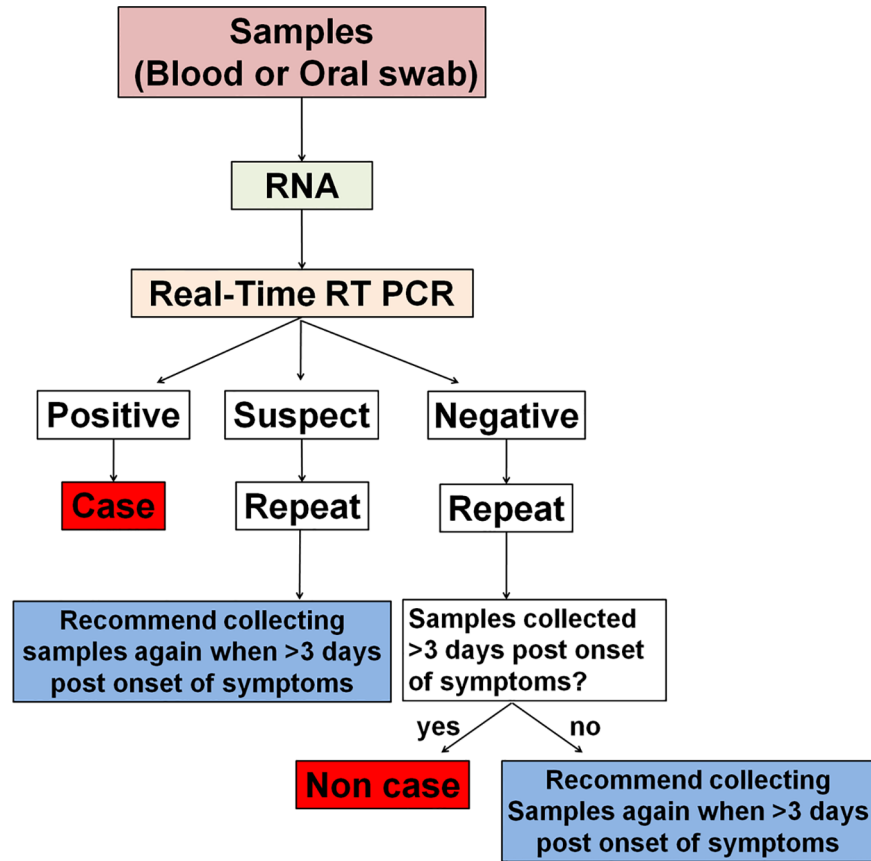 Samples
(Blood or Oral swab)
RNA
Real-Time RT PCR
Positive
Suspect
Negative
Case
Repeat
Repeat
Recommend collecting
samples again when >3 days
post onset of symptoms
Samples collected
>3 days post onset
of symptoms?
yes
no
Non case
Recommend collecting
Samples again when >3 days
post onset of symptoms